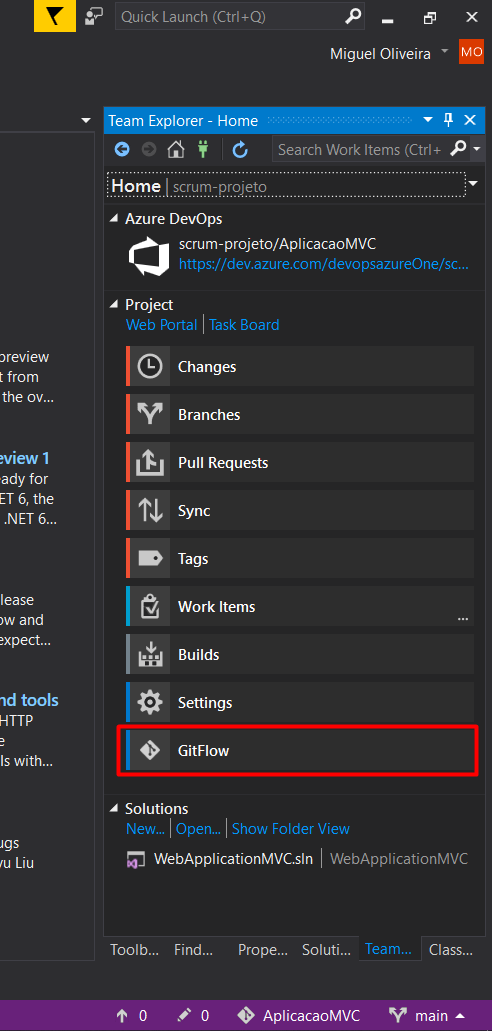 Quick Launch (Ctrl+Q)
Miguel Oliveira MO
Team Explorer - Home
Search Work Items (Ctrl+
Home | scrum-projeto
Azure DevOps
scrum-projeto/AplicacaoMVC
https://dev.azure.com/devopsazureOne/sc...
Project
Web Portal | Task Board
Changes
Branches
Pull Requests
Sync
Tags
Work Items
...
Builds
Settings
GitFlow
Solutions
New... | Open... | Show Folder View
WebApplicationMVC.sln | WebApplicationMVC
preview
t from
the ov...
eview 1
eady for
ET 6, the
.NET 6...
lease
ow and
expect...
nd tools
HTTP
e
ls with...
ugs
yu Liu
Toolb... Find... Prope... Soluti... Team... Class...
0 0 AplicacaoMVC main